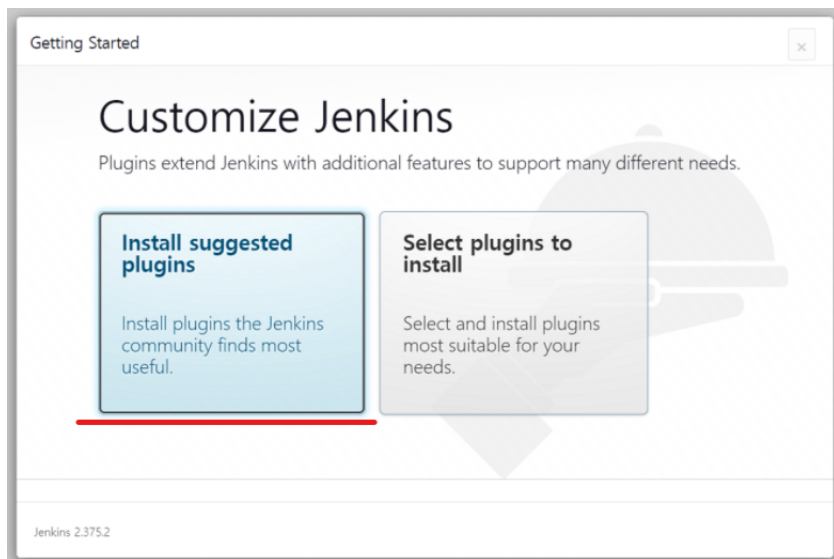 Getting Started
×
Customize Jenkins
Plugins extend Jenkins with additional features to support many different needs.
Install suggested
plugins
Install plugins the Jenkins
community finds most
useful.
Select plugins to
install
Select and install plugins
most suitable for your
needs.
Jenkins 2.375.2